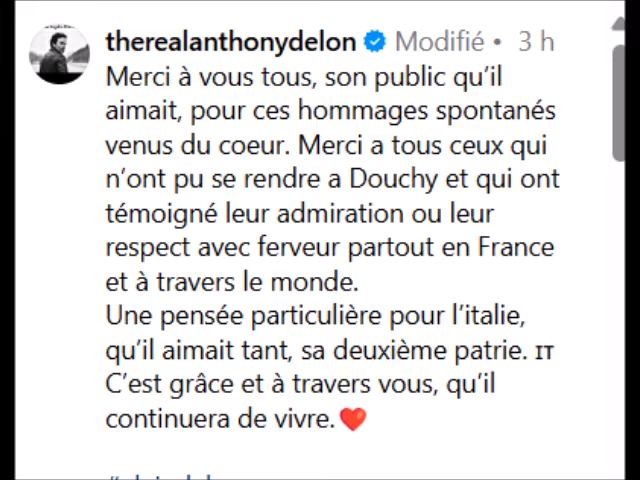 therealanthonydelon Modifié • 3 h
Merci à vous tous, son public qu'il
aimait, pour ces hommages spontanés
venus du coeur. Merci a tous ceux qui
n'ont pu se rendre a Douchy et qui ont
témoigné leur admiration ou leur
respect avec ferveur partout en France
et à travers le monde.
Une pensée particulière pour l'italie,
qu'il aimait tant, sa deuxième patrie. IT
C'est grâce et à travers vous, qu'il
continuera de vivre.❤️